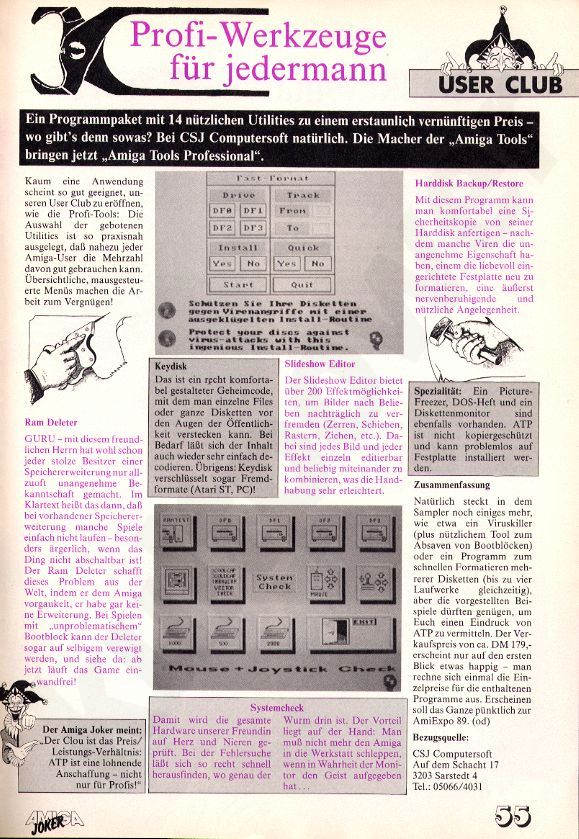 Profi-Werkzeuge
für jedermann
USER CLUB
Ein Programmpaket mit 14 nützlichen Utilities zu einem erstaunlich vernünftigen Preis –
wo gibt's denn sowas? Bei CSJ Computersoft natürlich. Die Macher der „Amiga Tools"
bringen jetzt „Amiga Tools Professional".
Kaum eine Anwendung
scheint so gut geeignet, un-
seren User Club zu eröffnen,
wie die Profi-Tools: Die
Auswahl der gebotenen
Utilities ist so praxisnah
ausgelegt, daß nahezu jeder
Amiga-User die Mehrzahl
davon gut gebrauchen kann.
Übersichtliche, mausgesteu-
erte Menüs machen die Ar-
beit zum Vergnügen!
Ram Deleter
GURU – mit diesem freund-
lichen Herrn hat wohl schon
jeder stolze Besitzer einer
Speichererweiterung nur all-
zuoft unangenehme Be-
kanntschaft gemacht. Im
Klartext heißt das dann, daß
bei vorhandener Speicherer-
weiterung manche Spiele
einfach nicht laufen – beson-
ders ärgerlich, wenn das
Ding nicht abschaltbar ist!
Der Ram Deleter schafft
dieses Problem aus der
Welt, indem er dem Amiga
vorgaukelt, er habe gar kei-
ne Erweiterung. Bei Spielen
mit „unproblematischem"
Bootblock kann der Deleter
sogar auf selbigem verewigt
werden, und siehe da: ab
jetzt läuft das Game ein-
wandfrei!
Der Amiga Joker meint:
„Der Clou ist das Preis/
Leistungs-Verhältnis:
ATP ist eine lohnende
Anschaffung – nicht
nur für Profis!"
Fast-Format
Drive Track
DF0 DF1 From
DF2 DF3 To
Install Quick
Yes No Yes No
Start Quit
Schützen Sie Ihre Disketten
gegen Virenangriffe mit einer
ausgeklügelten Install-Routine
Protect your discs against
virus-attacks with this
ingenious Install-Routine.
Keydisk
Das ist ein recht komforta-
bel gestalteter Geheimcode,
mit dem man einzelne Files
oder ganze Disketten vor
den Augen der Öffentlich-
keit verstecken kann. Bei
Bedarf läßt sich der Inhalt
auch wieder sehr einfach de-
codieren. Übrigens: Keydisk
verschlüsselt sogar Fremd-
formate (Atari ST, PC)!
Slideshow Editor
Der Slideshow Editor bietet
über 200 Effektmöglichkei-
ten, um Bilder nach Belie-
ben nachträglich zu ver-
fremden (Zerren, Schieben,
Rastern, Ziehen, etc.). Da-
bei sind jedes Bild und jeder
Effekt einzeln editierbar
und beliebig miteinander zu
kombinieren, was die Hand-
habung sehr erleichtert.
RAMTEST DF0 DF1 DF2 DF3
COOLCAP
COLDCAP
WARMCAP
VECTOR
CHECK
System
Check
MOUSE
1000 500 2000 EXIT
Mouse+Joystick Check
Systemcheck
Damit wird die gesamte
Hardware unserer Freundin
auf Herz und Nieren ge-
prüft. Bei der Fehlersuche
läßt sich so recht schnell
herausfinden, wo genau der
Wurm drin ist. Der Vorteil
liegt auf der Hand: Man
muß nicht mehr den Amiga
in die Werkstatt schleppen,
wenn in Wahrheit der Moni-
tor den Geist aufgegeben
hat . . .
Harddisk Backup/Restore
Mit diesem Programm kann
man komfortabel eine Si-
cherheitskopie von seiner
Harddisk anfertigen – nach-
dem manche Viren die un-
angenehme Eigenschaft ha-
ben, einem die liebevoll ein-
gerichtete Festplatte neu zu
formatieren, eine äußerst
nervenberuhigende und
nützliche Angelegenheit.
Spezialität: Ein Picture-
Freezer, DOS-Heft und ein
Diskettenmonitor sind
ebenfalls vorhanden. ATP
ist nicht kopiergeschützt
und kann problemlos auf
Festplatte installiert wer-
den.
Zusammenfassung
Natürlich steckt in dem
Sampler noch einiges mehr,
wie etwa ein Viruskiller
(plus nützlichem Tool zum
Absaven von Bootblöcken)
oder ein Programm zum
schnellen Formatieren meh-
rerer Disketten (bis zu vier
Laufwerke gleichzeitig),
aber die vorgestellten Bei-
spiele dürften genügen, um
Euch einen Eindruck von
ATP zu vermitteln. Der Ver-
kaufspreis von ca. DM 179,-
erscheint nur auf den ersten
Blick etwas happig – man
rechne sich einmal die Ein-
zelpreise für die enthaltenen
Programme aus. Erscheinen
soll das Ganze pünktlich zur
AmiExpo 89. (od)
Bezugsquelle:
CSJ Computersoft
Auf dem Schacht 17
3203 Sarstedt 4
Tel.: 05066/4031
AMIGA
JOKER
55